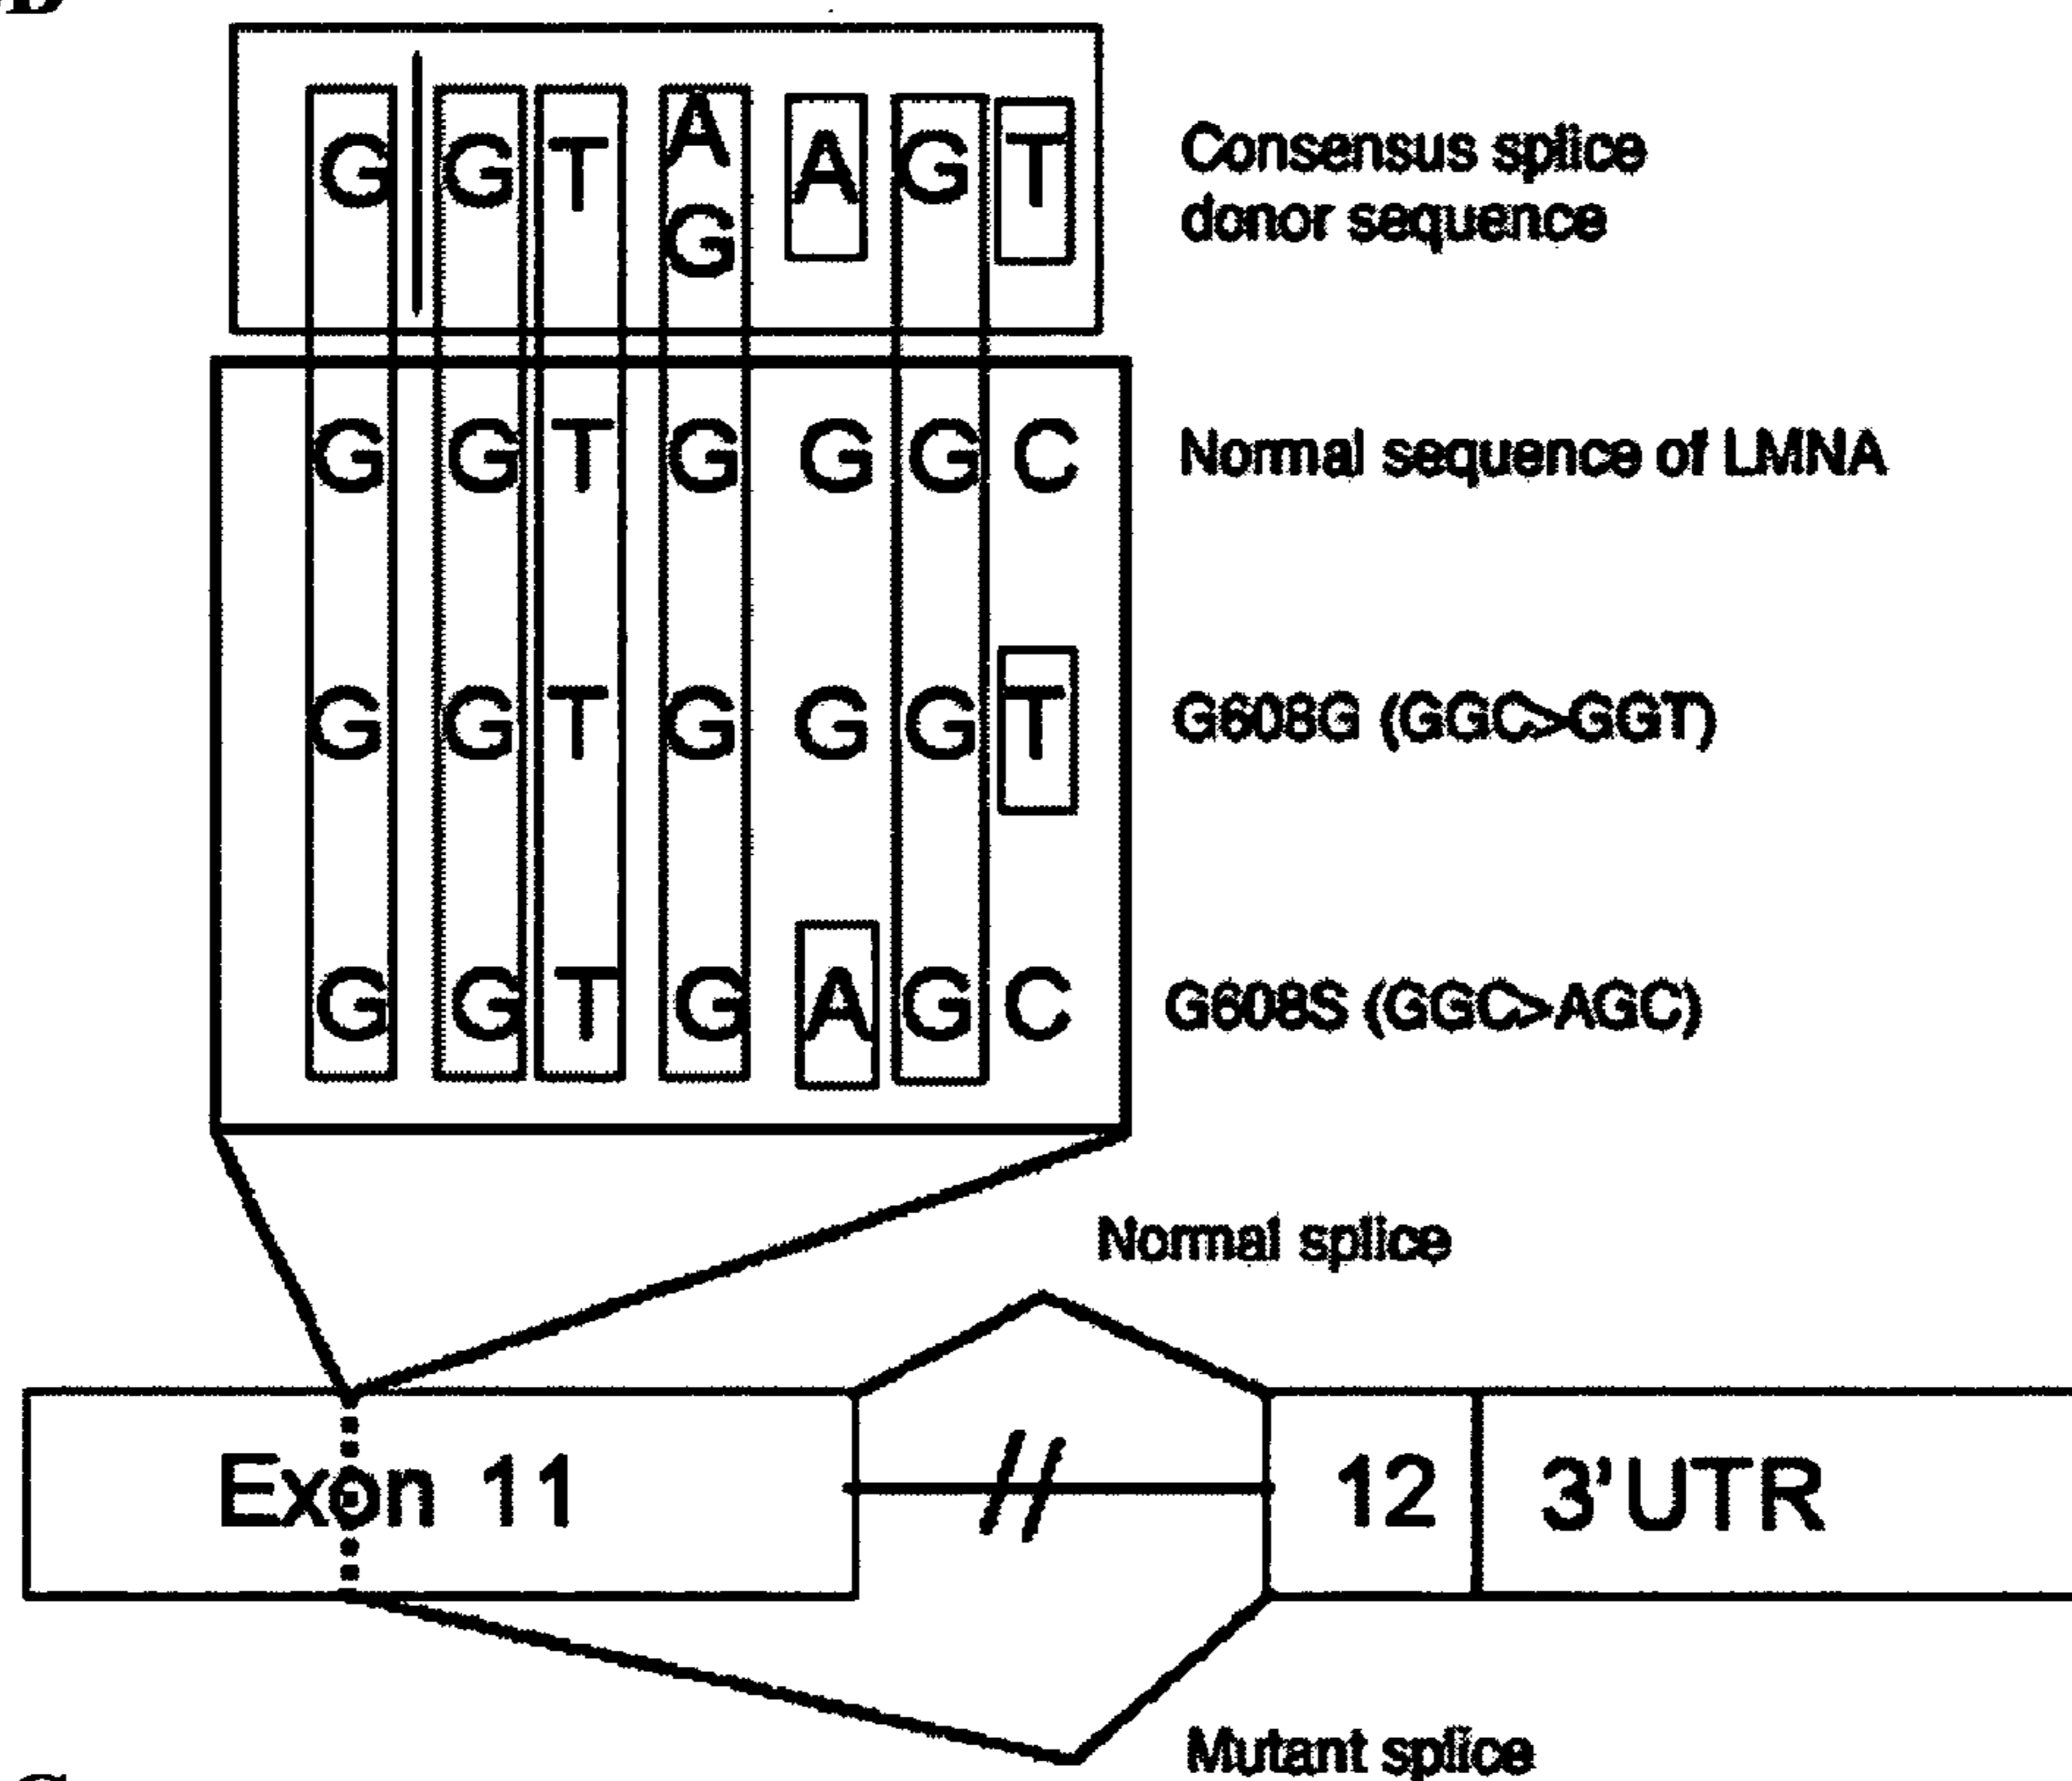 G G T A A G T
G
Consensus splice
donor sequence
G G T G G G C
Normal sequence of LMNA
G G T G G G T
G608G (GGC>GGT)
G G T G A G C
G608S (GGC>AGC)
Normal splice
Exon 11
12
3'UTR
Mutant splice